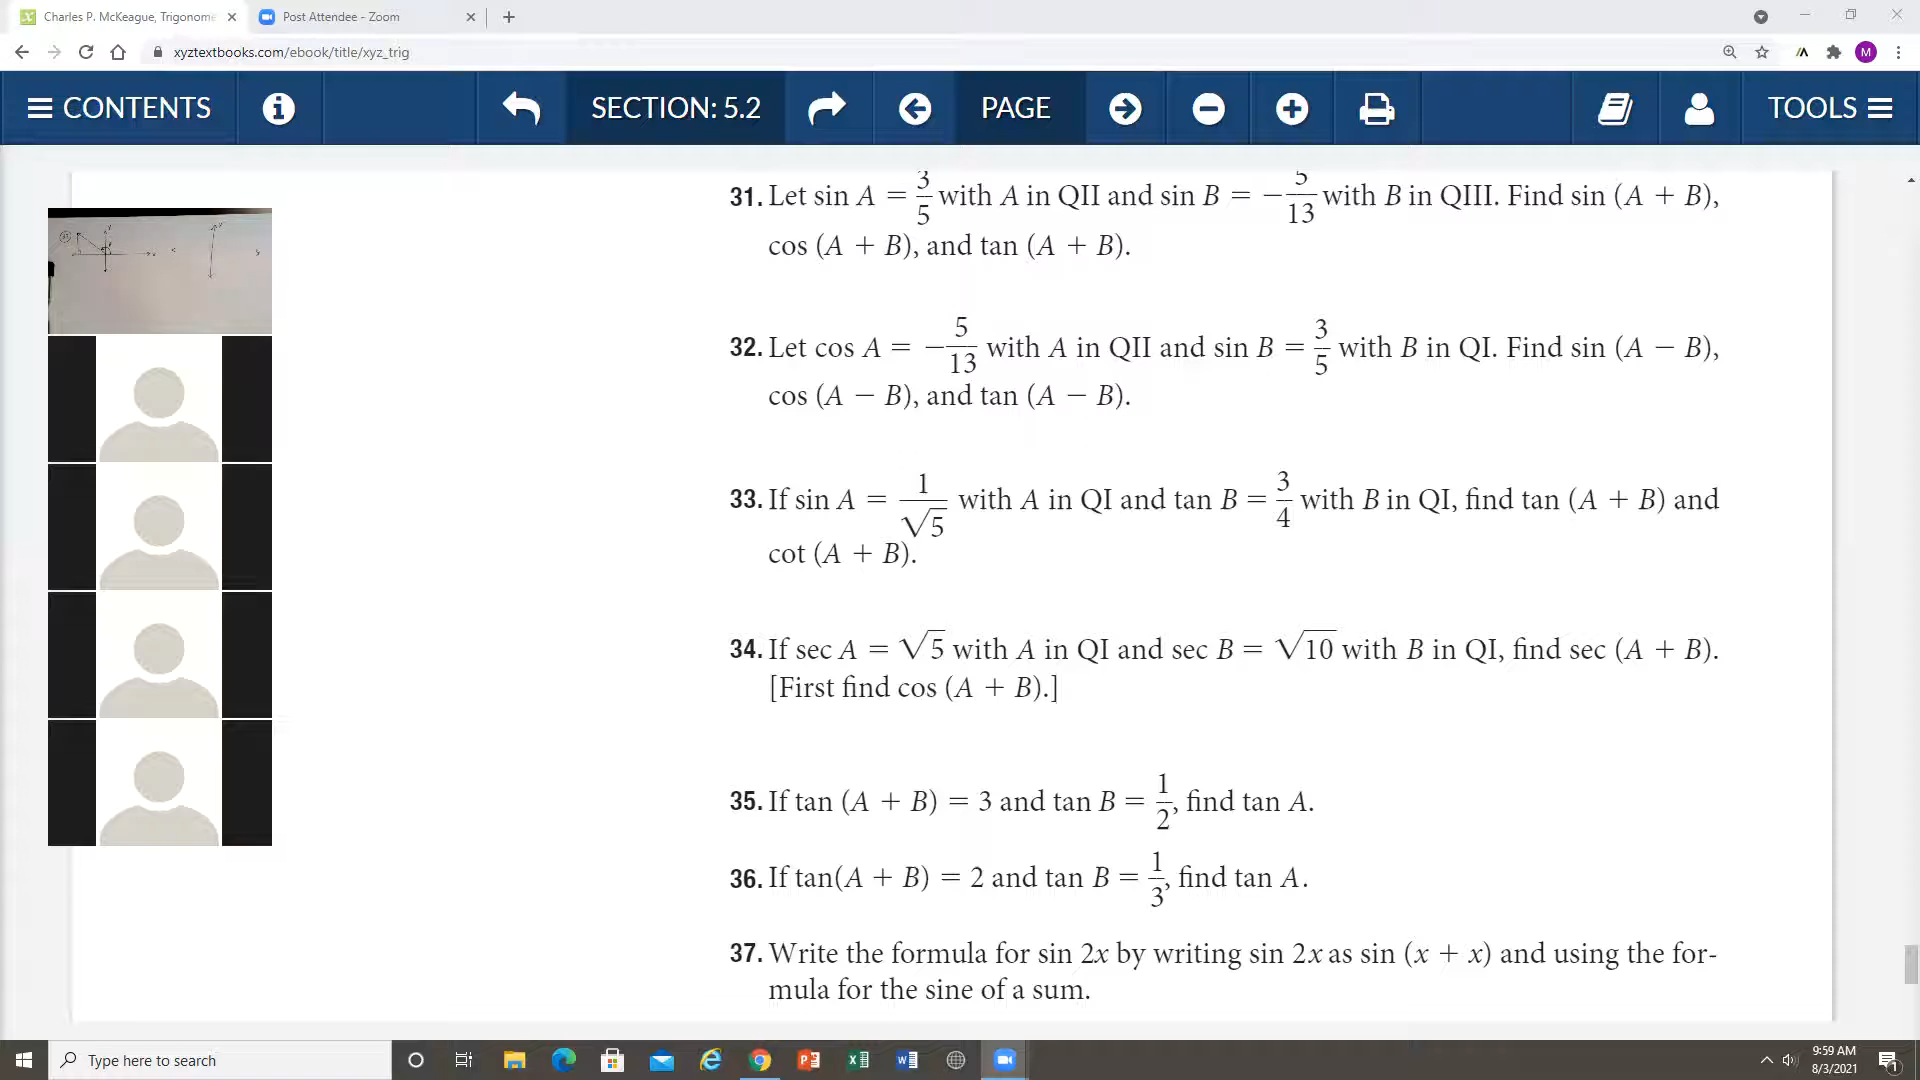 Charles P. McKeague, Trigonome
Post Attendee - Zoom
xyztextbooks.com/ebook/title/xyz_trig
M
CONTENTS
SECTION: 5.2
PAGE
TOOLS
31. Let sin A = 3/5 with A in QII and sin B = −5/13 with B in QIII. Find sin (A + B),
cos (A + B), and tan (A + B).
32. Let cos A = −5/13 with A in QII and sin B = 3/5 with B in QI. Find sin (A − B),
cos (A − B), and tan (A − B).
33. If sin A = 1/√5 with A in QI and tan B = 3/4 with B in QI, find tan (A + B) and
cot (A + B).
34. If sec A = √5 with A in QI and sec B = √10 with B in QI, find sec (A + B).
[First find cos (A + B).]
35. If tan (A + B) = 3 and tan B = 1/2, find tan A.
36. If tan(A + B) = 2 and tan B = 1/3, find tan A.
37. Write the formula for sin 2x by writing sin 2x as sin (x + x) and using the for-
mula for the sine of a sum.
Type here to search
9:59 AM
8/3/2021
1